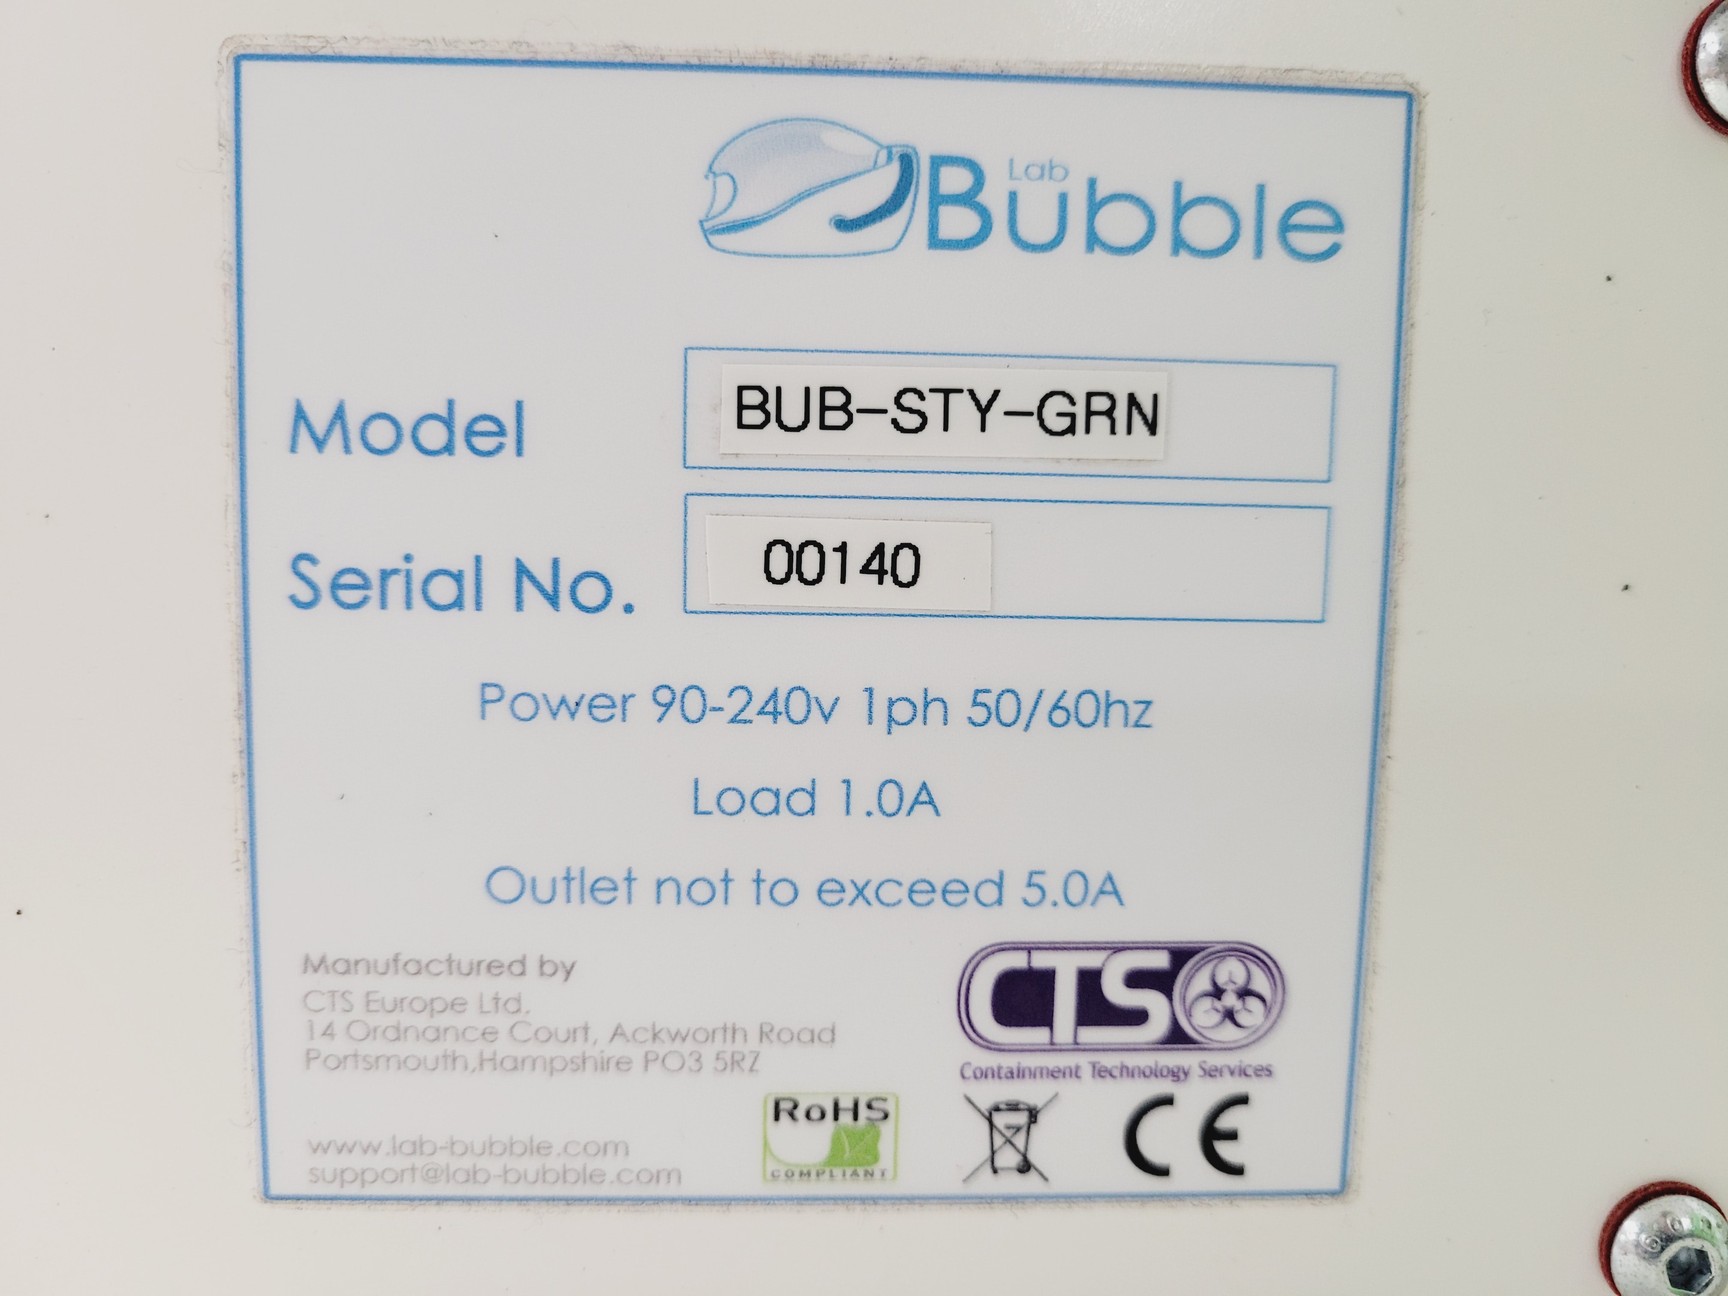 Lab
Bubble
Model BUB-STY-GRN
Serial No. 00140
Power 90-240v 1ph 50/60hz
Load 1.0A
Outlet not to exceed 5.0A
Manufactured by
CTS Europe Ltd.
14 Ordnance Court, Ackworth Road
Portsmouth,Hampshire PO3 5RZ
www.lab-bubble.com
support@lab-bubble.com
CTS
Containment Technology Services
RoHS
COMPLIANT
CE